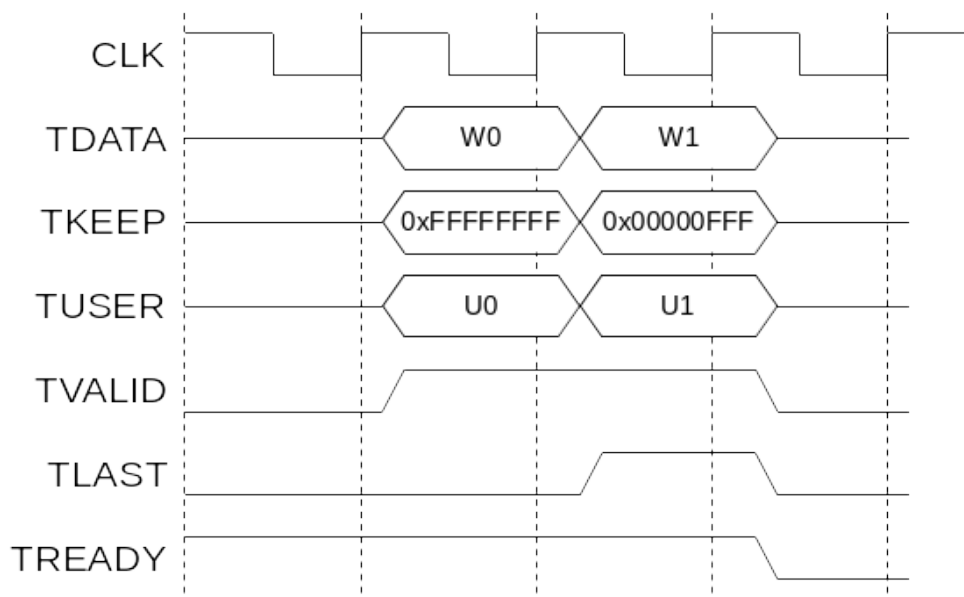 CLK
TDATA W0 W1
TKEEP 0xFFFFFFFF 0x00000FFF
TUSER U0 U1
TVALID
TLAST
TREADY